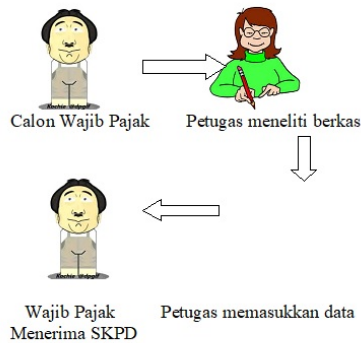 Calon Wajib Pajak
Petugas meneliti berkas
Wajib Pajak
Menerima SKPD
Petugas memasukkan data